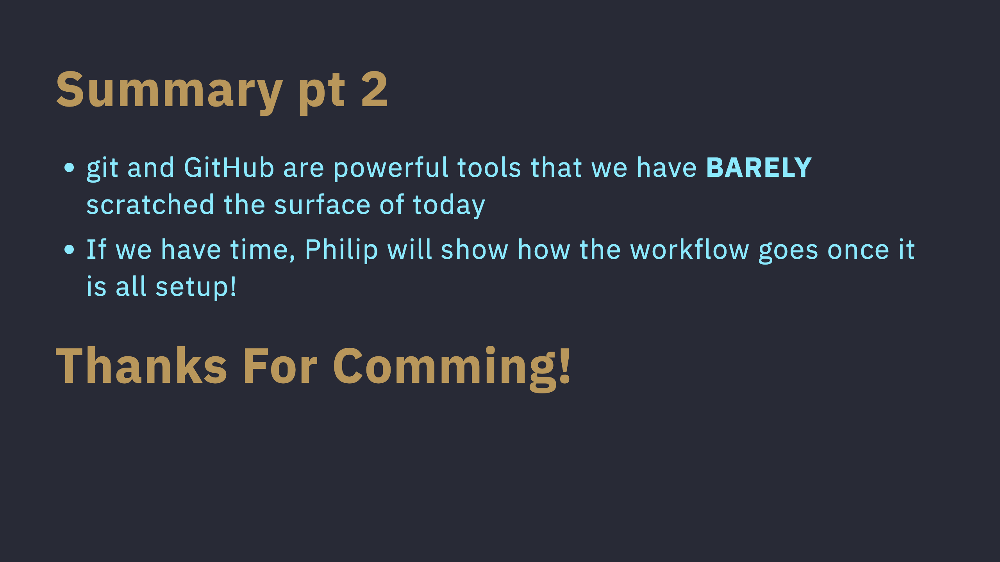 Summary pt 2
• git and GitHub are powerful tools that we have BARELY
scratched the surface of today
• If we have time, Philip will show how the workflow goes once it
is all setup!
Thanks For Comming!